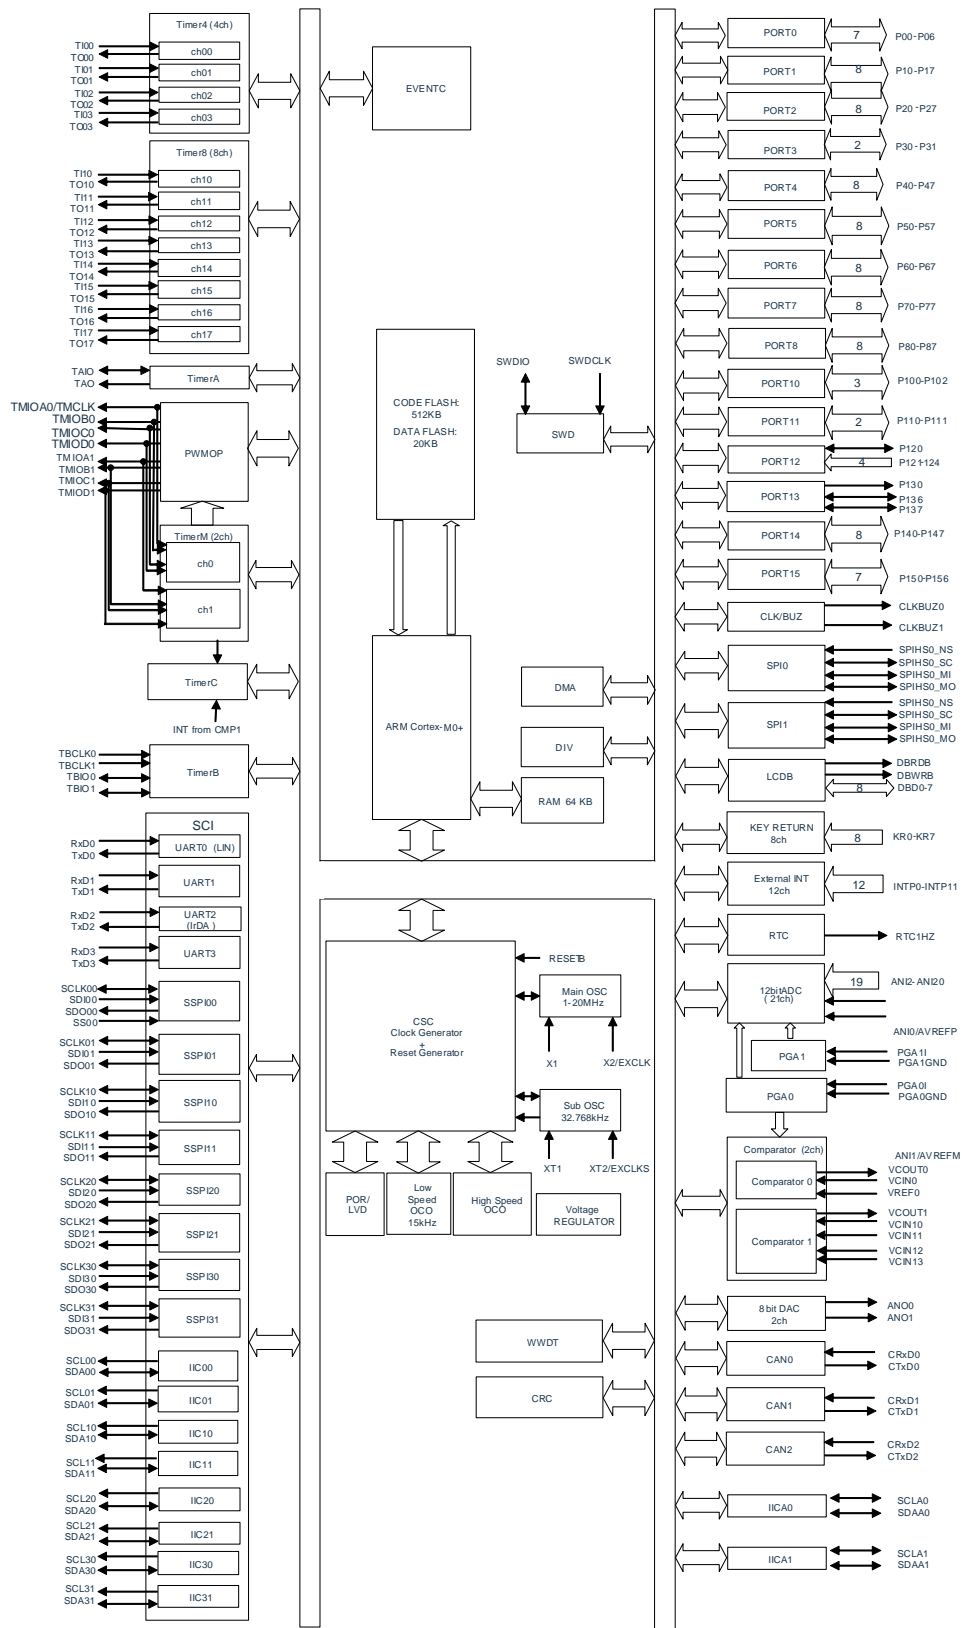 Timer4 (4ch)
TI00
TO00
ch00
TI01
TO01
ch01
TI02
TO02
ch02
TI03
TO03
ch03
Timer8 (8ch)
TI10
TO10
ch10
TI11
TO11
ch11
TI12
TO12
ch12
TI13
TO13
ch13
TI14
TO14
ch14
TI15
TO15
ch15
TI16
TO16
ch16
TI17
TO17
ch17
TAIO
TAO
TimerA
TMIOA0/TMCLK
TMIOB0
TMIOC0
TMIOD0
TMIOA1
TMIOB1
TMIOC1
TMIOD1
PWMOP
TimerM (2ch)
ch0
ch1
TimerC
INT from CMP1
TBCLK0
TBCLK1
TBIO0
TBIO1
TimerB
SCI
RxD0
TxD0
UART0 (LIN)
RxD1
TxD1
UART1
RxD2
TxD2
UART2
(IrDA)
RxD3
TxD3
UART3
SCLK00
SDI00
SDO00
SS00
SSPI00
SCLK01
SDI01
SDO01
SSPI01
SCLK10
SDI10
SDO10
SSPI10
SCLK11
SDI11
SDO11
SSPI11
SCLK20
SDI20
SDO20
SSPI20
SCLK21
SDI21
SDO21
SSPI21
SCLK30
SDI30
SDO30
SSPI30
SCLK31
SDI31
SDO31
SSPI31
SCL00
SDA00
IIC00
SCL01
SDA01
IIC01
SCL10
SDA10
IIC10
SCL11
SDA11
IIC11
SCL20
SDA20
IIC20
SCL21
SDA21
IIC21
SCL30
SDA30
IIC30
SCL31
SDA31
IIC31
EVENTC
CODE FLASH:
512KB
DATA FLASH:
20KB
SWDIO
SWDCLK
SWD
ARM Cortex-M0+
DMA
DIV
RAM 64 KB
CSC
Clock Generator
+
Reset Generator
RESETB
Main OSC
1-20MHz
X1
X2/EXCLK
Sub OSC
32.768kHz
XT1
XT2/EXCLKS
POR/
LVD
Low
Speed
OCO
15kHz
High Speed
OCO
Voltage
REGULATOR
WWDT
CRC
PORT0
7
P00-P06
PORT1
8
P10-P17
PORT2
8
P20-P27
PORT3
2
P30-P31
PORT4
8
P40-P47
PORT5
8
P50-P57
PORT6
8
P60-P67
PORT7
8
P70-P77
PORT8
8
P80-P87
PORT10
3
P100-P102
PORT11
2
P110-P111
PORT12
P120
4
P121-124
PORT13
P130
P136
P137
PORT14
8
P140-P147
PORT15
7
P150-P156
CLK/BUZ
CLKBUZ0
CLKBUZ1
SPI0
SPIHS0_NS
SPIHS0_SC
SPIHS0_MI
SPIHS0_MO
SPI1
SPIHS0_NS
SPIHS0_SC
SPIHS0_MI
SPIHS0_MO
LCDB
DBRDB
DBWRB
8
DBD0-7
KEY RETURN
8ch
8
KR0-KR7
External INT
12ch
12
INTP0-INTP11
RTC
RTC1HZ
12bitADC
( 21ch)
19
ANI2-ANI20
ANI0/AVREFP
PGA1
PGA1I
PGA1GND
PGA0
PGA0I
PGA0GND
Comparator (2ch)
ANI1/AVREFM
Comparator 0
VCOUT0
VCIN0
VREF0
Comparator 1
VCOUT1
VCIN10
VCIN11
VCIN12
VCIN13
8 bit DAC
2ch
ANO0
ANO1
CAN0
CRxD0
CTxD0
CAN1
CRxD1
CTxD1
CAN2
CRxD2
CTxD2
IICA0
SCLA0
SDAA0
IICA1
SCLA1
SDAA1